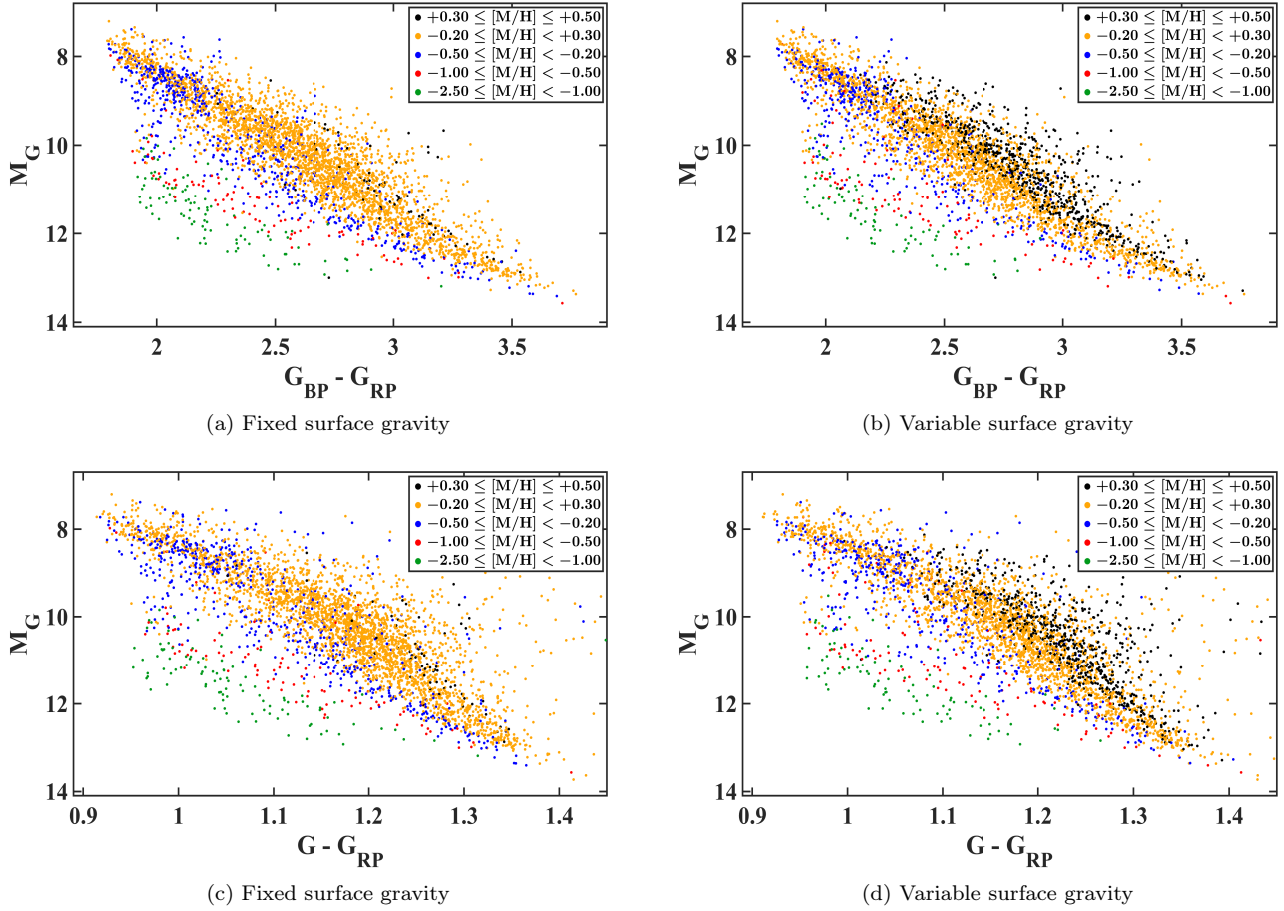 +0.30 ≤ [M/H] ≤ +0.50
−0.20 ≤ [M/H] < +0.30
−0.50 ≤ [M/H] < −0.20
−1.00 ≤ [M/H] < −0.50
−2.50 ≤ [M/H] < −1.00
8
10
12
14
M_G
2 2.5 3 3.5
G_BP - G_RP
(a) Fixed surface gravity
+0.30 ≤ [M/H] ≤ +0.50
−0.20 ≤ [M/H] < +0.30
−0.50 ≤ [M/H] < −0.20
−1.00 ≤ [M/H] < −0.50
−2.50 ≤ [M/H] < −1.00
8
10
12
14
M_G
2 2.5 3 3.5
G_BP - G_RP
(b) Variable surface gravity
+0.30 ≤ [M/H] ≤ +0.50
−0.20 ≤ [M/H] < +0.30
−0.50 ≤ [M/H] < −0.20
−1.00 ≤ [M/H] < −0.50
−2.50 ≤ [M/H] < −1.00
8
10
12
14
M_G
0.9 1 1.1 1.2 1.3 1.4
G - G_RP
(c) Fixed surface gravity
+0.30 ≤ [M/H] ≤ +0.50
−0.20 ≤ [M/H] < +0.30
−0.50 ≤ [M/H] < −0.20
−1.00 ≤ [M/H] < −0.50
−2.50 ≤ [M/H] < −1.00
8
10
12
14
M_G
0.9 1 1.1 1.2 1.3 1.4
G - G_RP
(d) Variable surface gravity